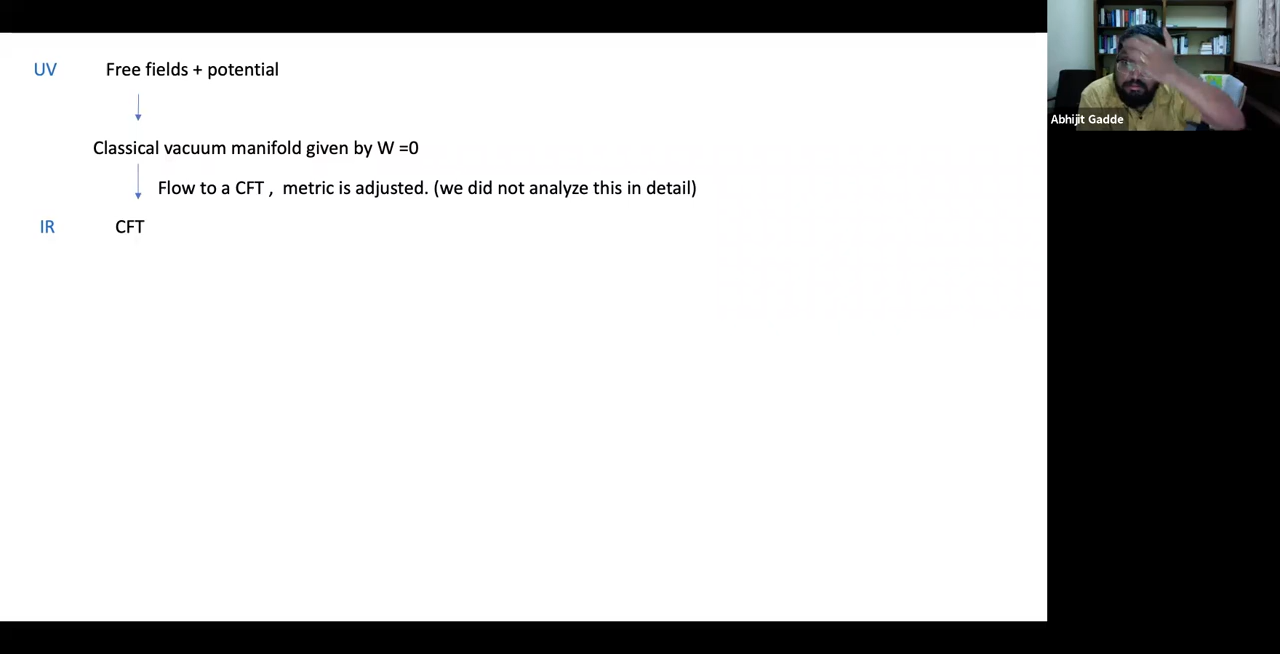 UV Free fields + potential
Classical vacuum manifold given by W =0
Flow to a CFT , metric is adjusted. (we did not analyze this in detail)
IR CFT
Abhijit Gadde